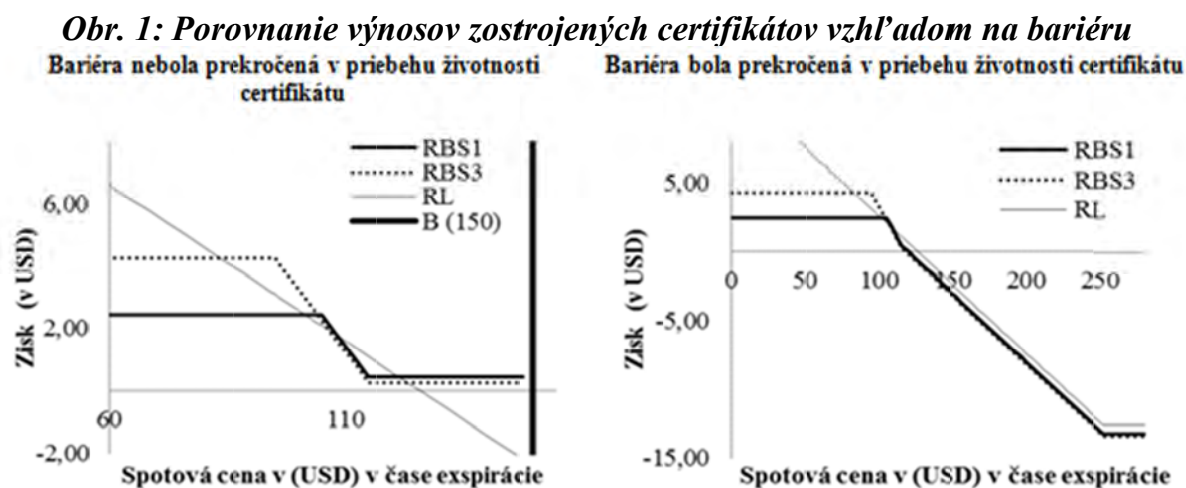 Obr. 1: Porovnanie výnosov zostrojených certifikátov vzhľadom na bariéru
Bariéra nebola prekročená v priebehu životnosti
certifikátu
RBS1
RBS3
RL
B (150)
6,00
2,00
-2,00
60
110
Zisk (v USD)
Spotová cena v (USD) v čase exspirácie
Bariéra bola prekročená v priebehu životnosti certifikátu
RBS1
RBS3
RL
5,00
-5,00
-15,00
0
50
100
150
200
250
Zisk (v USD)
Spotová cena v (USD) v čase exspirácie